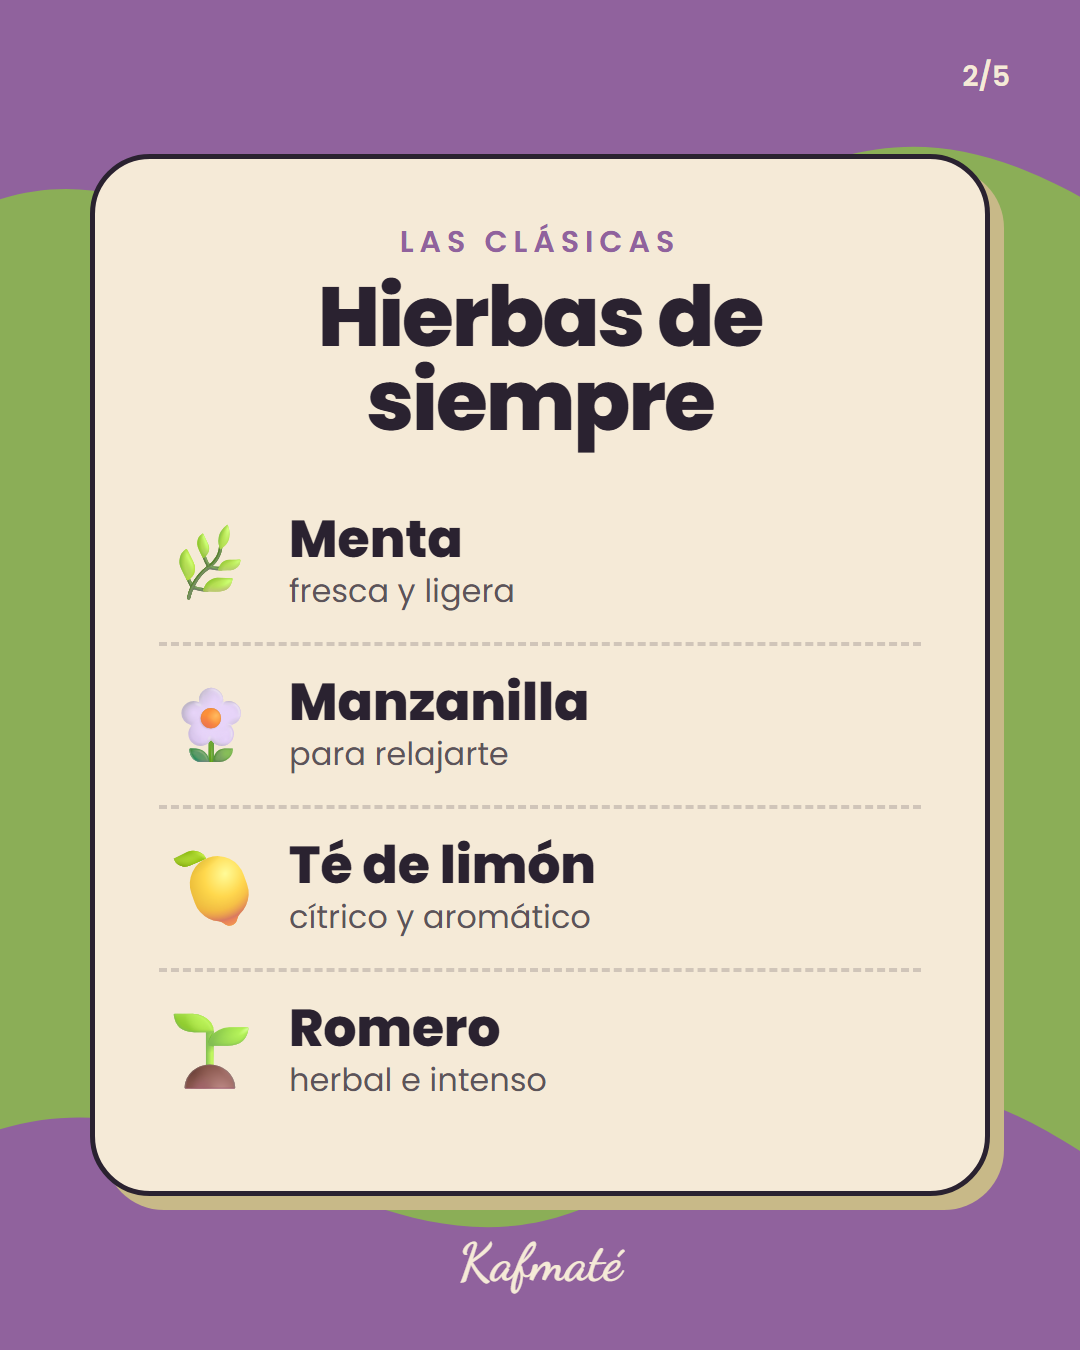 2/5
LAS CLÁSICAS
Hierbas de
siempre
Menta
fresca y ligera
Manzanilla
para relajarte
Té de limón
cítrico y aromático
Romero
herbal e intenso
Kafmaté